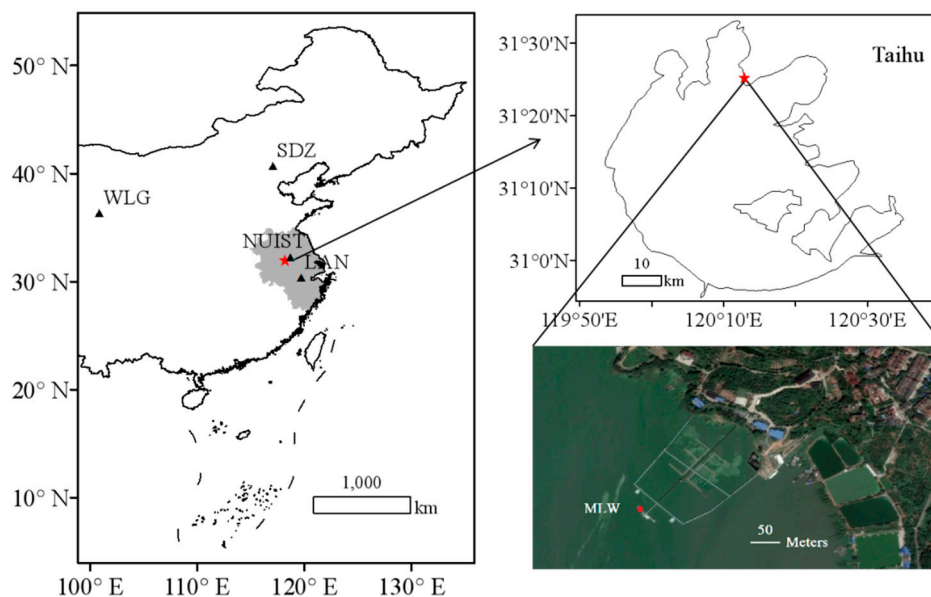 50° N
40° N
30° N
20° N
10° N
100° E
110° E
120° E
130° E
WLG
SDZ
NUIST
LAN
1,000
km
31°30'N
31°20'N
31°10'N
31°0'N
119°50'E
120°10'E
120°30'E
Taihu
10
km
MLW
50
Meters